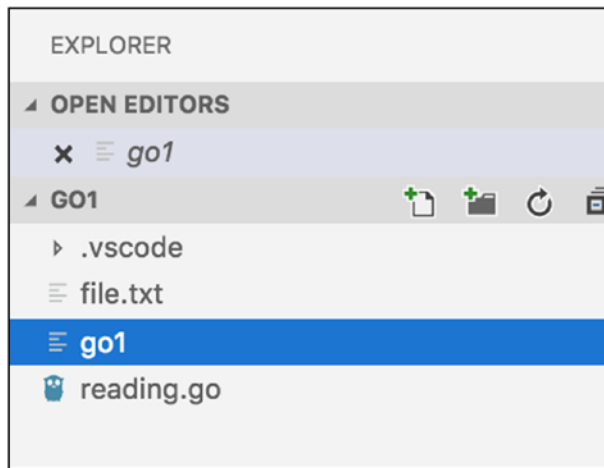 EXPLORER
OPEN EDITORS
go1
GO1
.vscode
file.txt
go1
reading.go